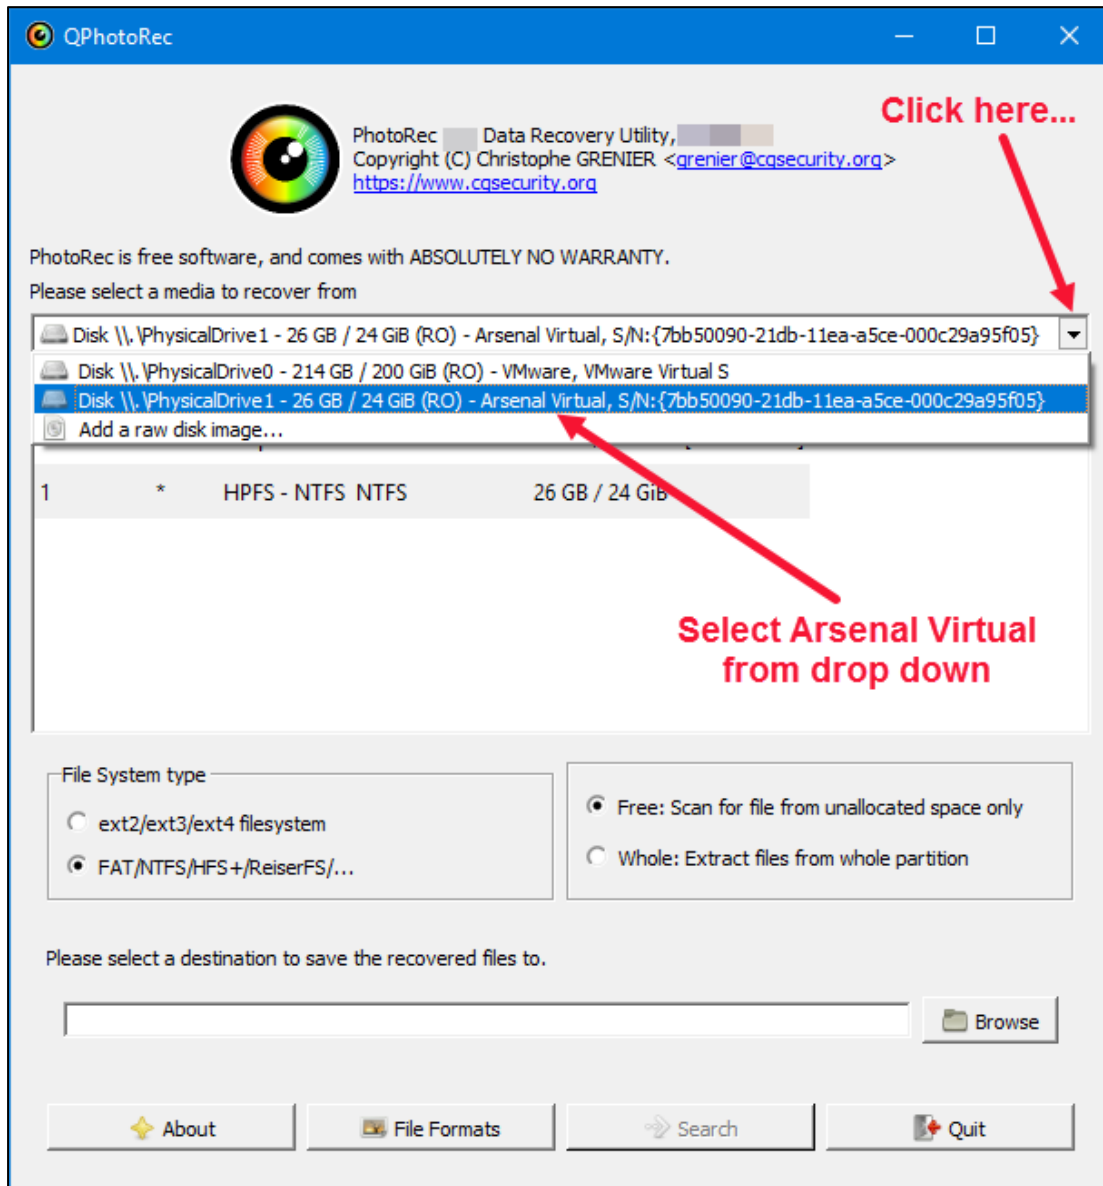 QPhotoRec
Click here...
PhotoRec Data Recovery Utility,
Copyright (C) Christophe GRENIER <grenier@cgsecurity.org>
https://www.cgsecurity.org
PhotoRec is free software, and comes with ABSOLUTELY NO WARRANTY.
Please select a media to recover from
Disk \\.\PhysicalDrive1 - 26 GB / 24 GiB (RO) - Arsenal Virtual, S/N:{7bb50090-21db-11ea-a5ce-000c29a95f05}
Disk \\.\PhysicalDrive0 - 214 GB / 200 GiB (RO) - VMware, VMware Virtual S
Disk \\.\PhysicalDrive1 - 26 GB / 24 GiB (RO) - Arsenal Virtual, S/N:{7bb50090-21db-11ea-a5ce-000c29a95f05}
Add a raw disk image...
1 * HPFS - NTFS NTFS 26 GB / 24 GiB
Select Arsenal Virtual
from drop down
File System type
ext2/ext3/ext4 filesystem
FAT/NTFS/HFS+/ReiserFS/...
Free: Scan for file from unallocated space only
Whole: Extract files from whole partition
Please select a destination to save the recovered files to.
Browse
About
File Formats
Search
Quit